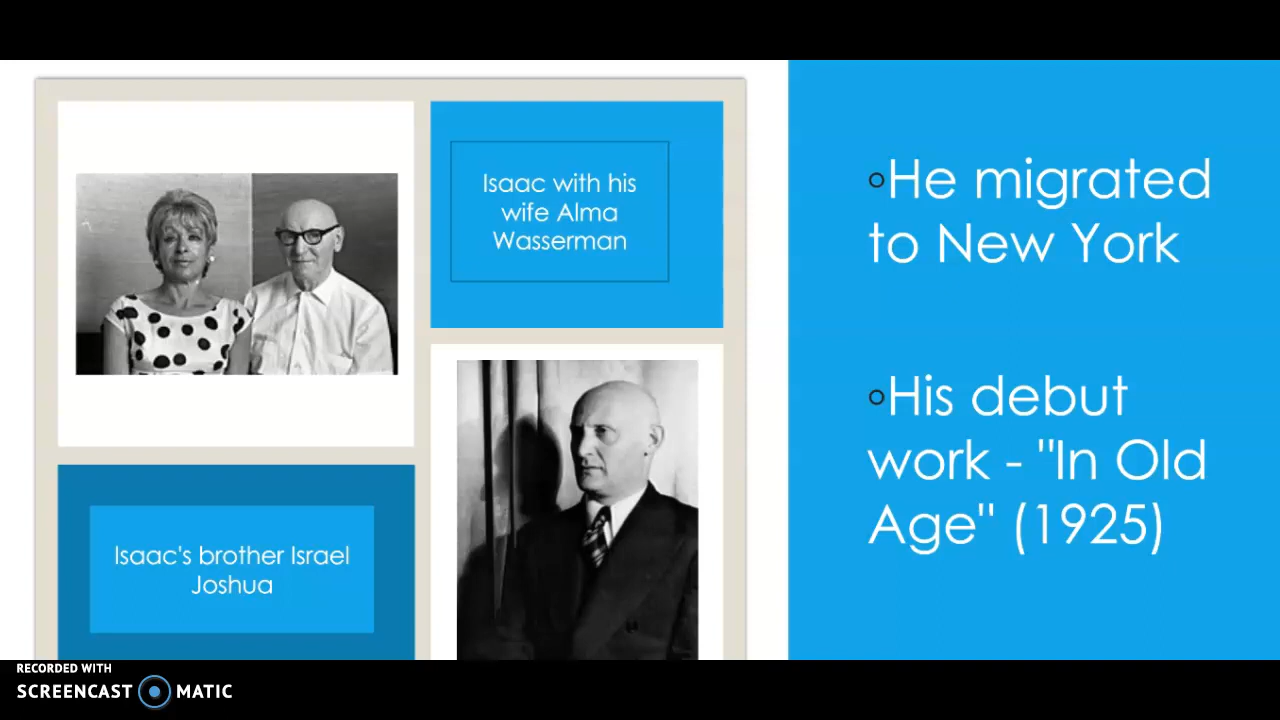 Isaac with his
wife Alma
Wasserman
Isaac's brother Israel
Joshua
°He migrated
to New York
°His debut
work - "In Old
Age" (1925)
RECORDED WITH
SCREENCAST MATIC